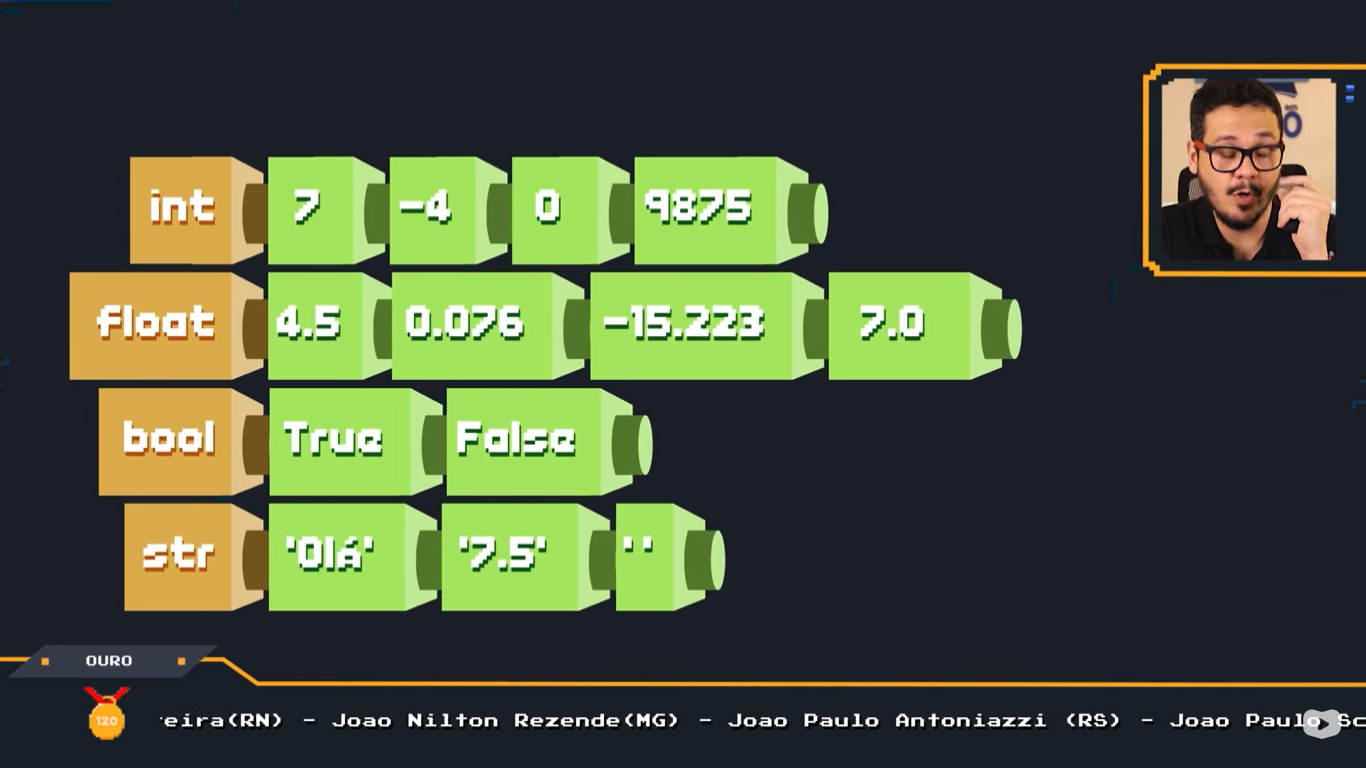 int 7 -4 0 9875
float 4.5 0.076 -15.223 7.0
bool True False
str 'Olá' '7.5' ' '
OURO
120
eira(RN) - Joao Nilton Rezende(MG) - Joao Paulo Antoniazzi (RS) - Joao Paulo Sc